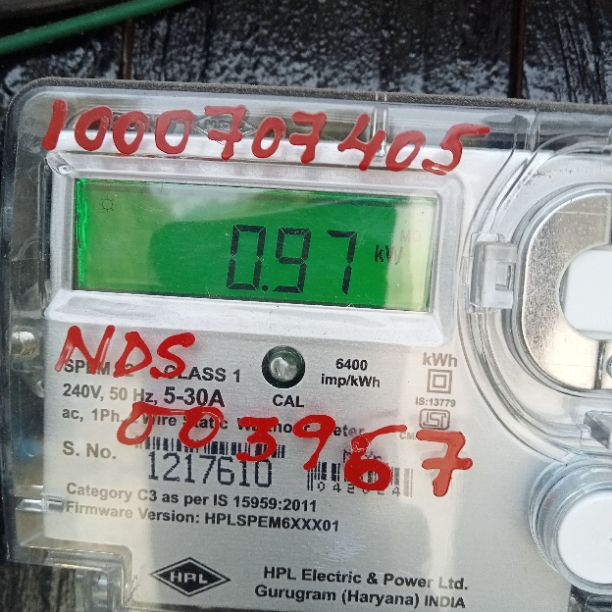 1000707405
MD
0.97 kW
NDS
CLASS 1
6400
imp/kWh
kWh
240V, 50 Hz, 5-30A
CAL
IS:13779
ac, 1Ph.
003967
S. No.
1217610
042024
Category C3 as per IS 15959:2011
Firmware Version: HPLSPEM6XXX01
HPL
HPL Electric & Power Ltd.
Gurugram (Haryana) INDIA